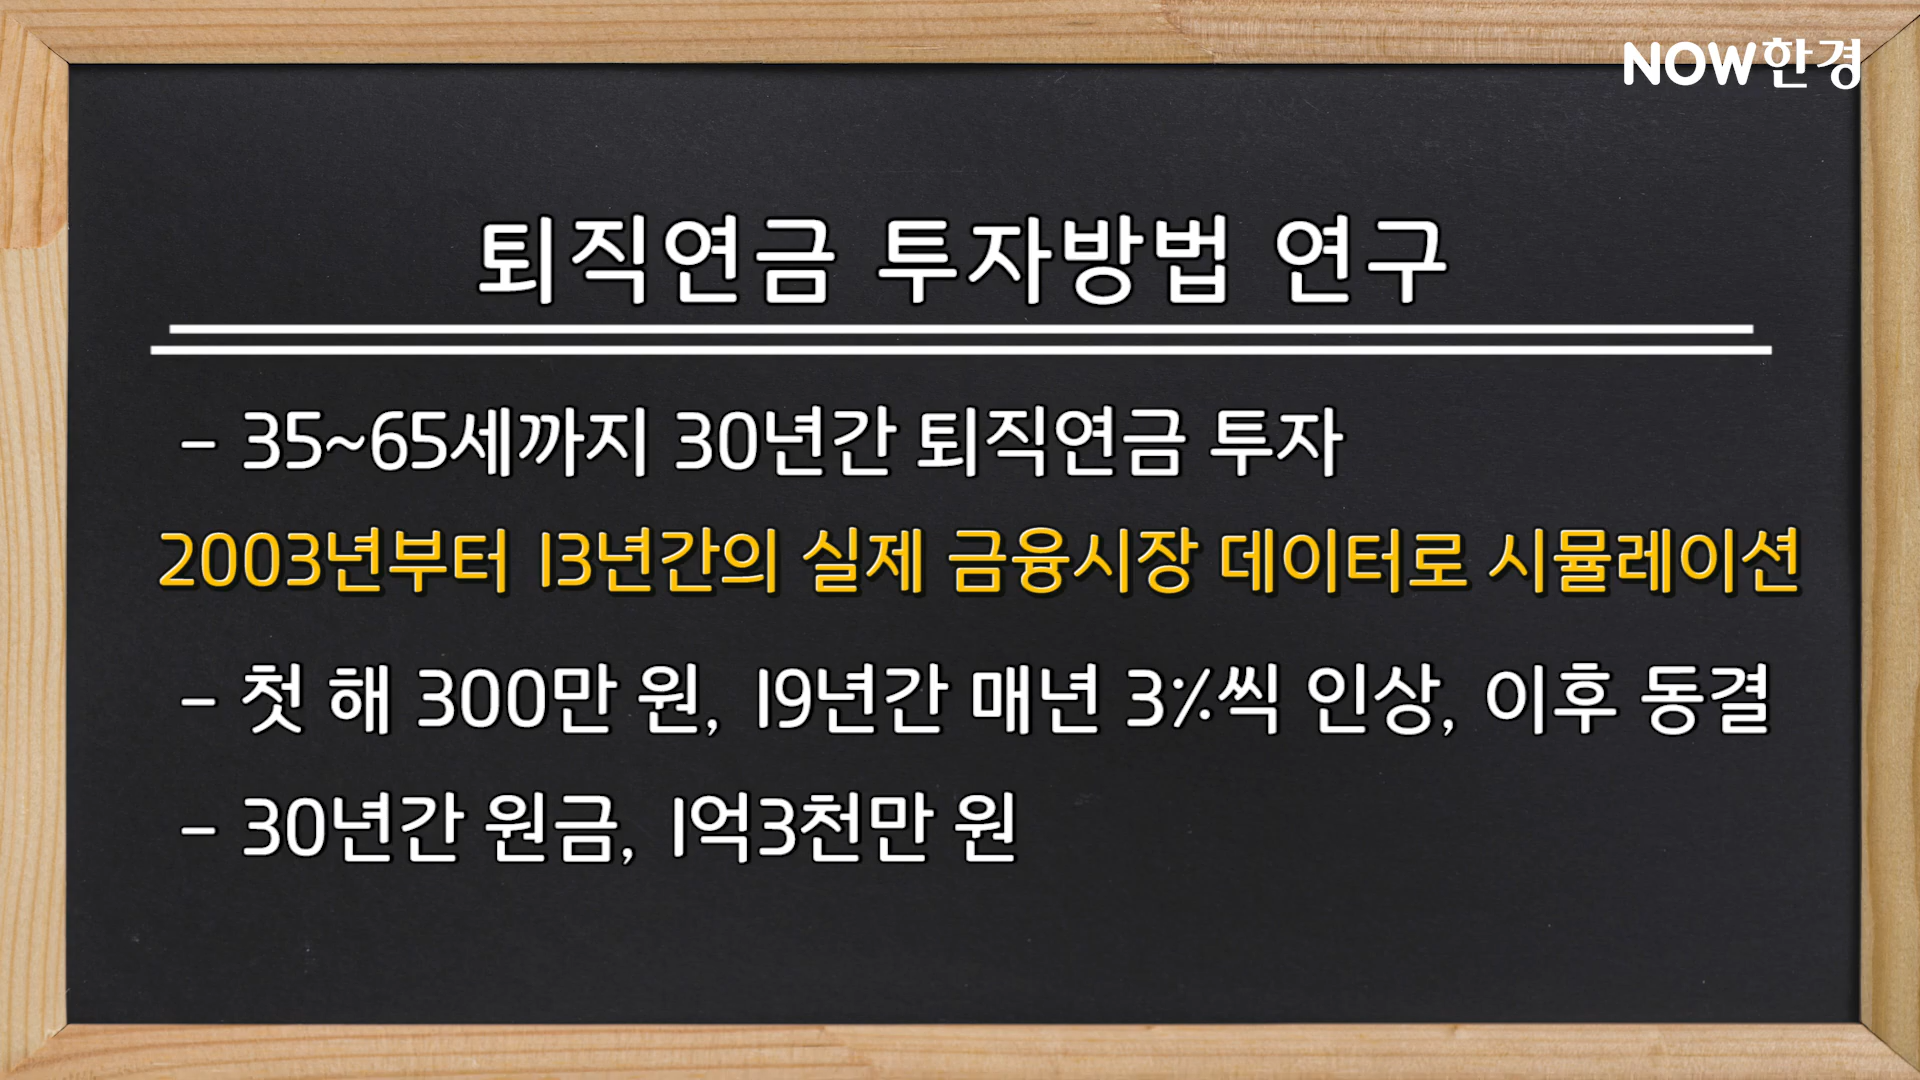 NOW한경
퇴직연금 투자방법 연구
- 35~65세까지 30년간 퇴직연금 투자
2003년부터 13년간의 실제 금융시장 데이터로 시뮬레이션
- 첫 해 300만 원, 19년간 매년 3%씩 인상, 이후 동결
- 30년간 원금, 1억3천만 원